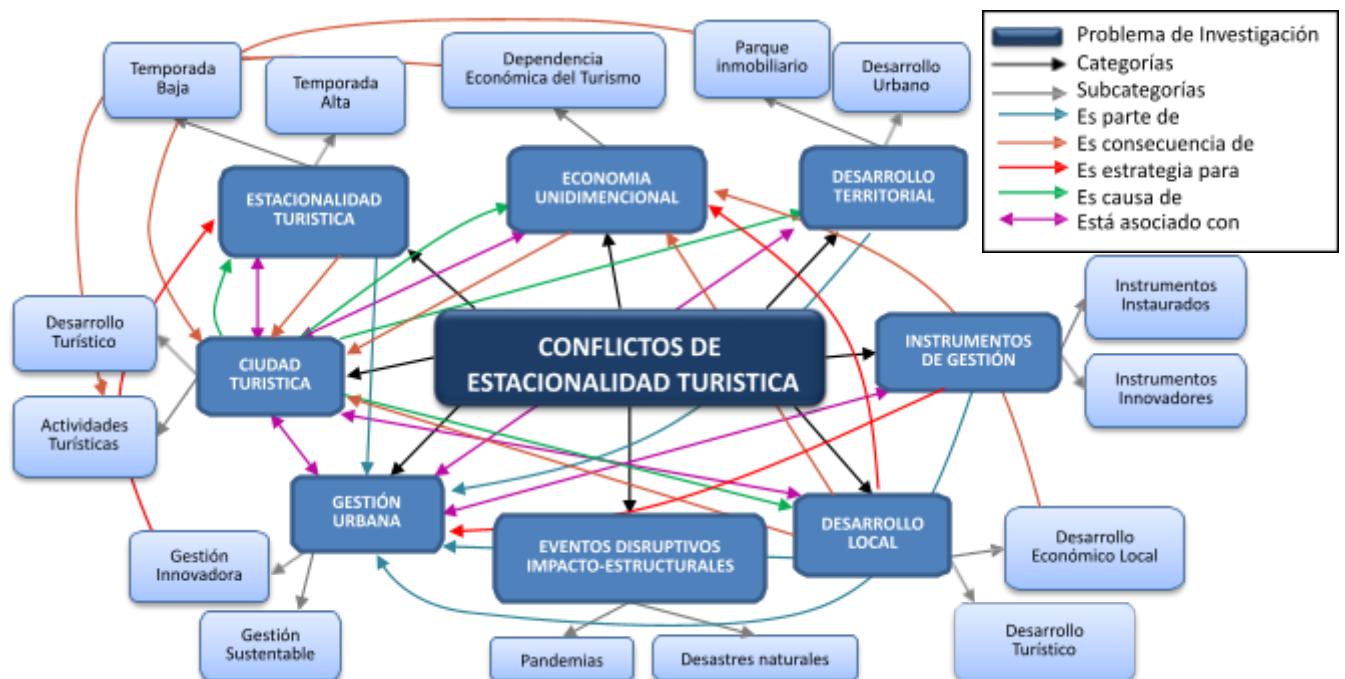 Problema de Investigación
Categorías
Subcategorías
Es parte de
Es consecuencia de
Es estrategia para
Es causa de
Está asociado con
Temporada
Baja
Temporada
Alta
Dependencia
Económica del Turismo
Parque
inmobiliario
Desarrollo
Urbano
ESTACIONALIDAD
TURISTICA
ECONOMIA
UNIDIMENCIONAL
DESARROLLO
TERRITORIAL
Desarrollo
Turístico
CIUDAD
TURISTICA
CONFLICTOS DE
ESTACIONALIDAD TURISTICA
INSTRUMENTOS
DE GESTIÓN
Instrumentos
Instaurados
Instrumentos
Innovadores
Actividades
Turísticas
GESTIÓN
URBANA
EVENTOS DISRUPTIVOS
IMPACTO-ESTRUCTURALES
DESARROLLO
LOCAL
Desarrollo
Económico Local
Gestión
Innovadora
Gestión
Sustentable
Pandemias
Desastres naturales
Desarrollo
Turístico